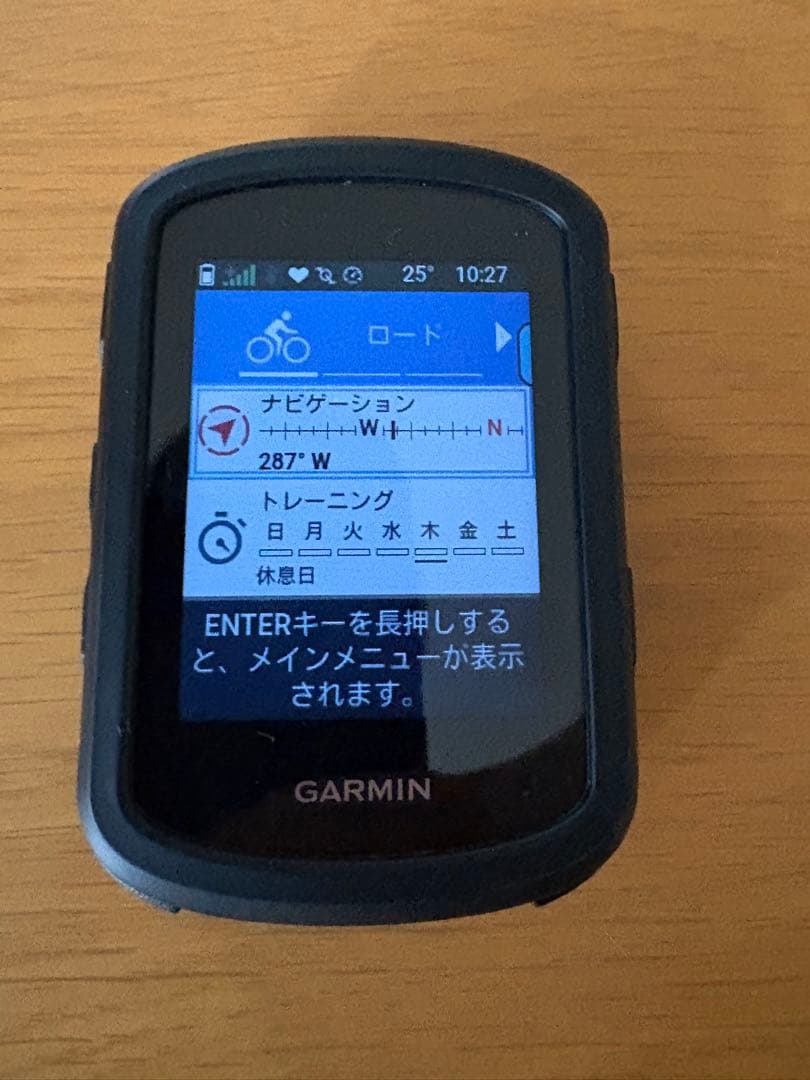 25° 10:27
ロード
ナビゲーション
W N
287° W
トレーニング
日 月 火 水 木 金 土
休息日
ENTERキーを長押しする
と、メインメニューが表示
されます。
GARMIN